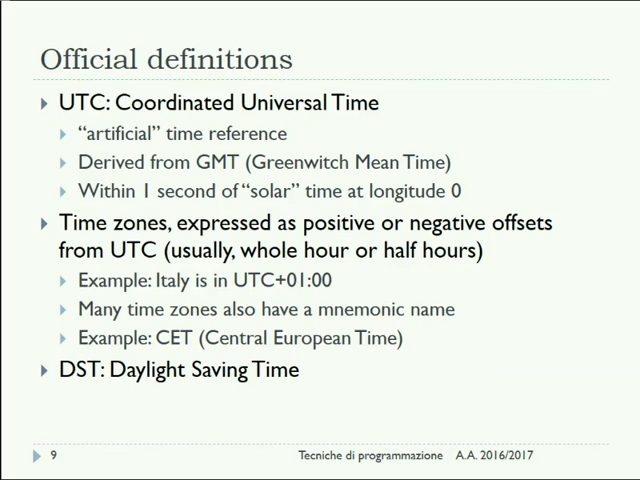 Official definitions
UTC: Coordinated Universal Time
“artificial” time reference
Derived from GMT (Greenwitch Mean Time)
Within 1 second of “solar” time at longitude 0
Time zones, expressed as positive or negative offsets
from UTC (usually, whole hour or half hours)
Example: Italy is in UTC+01:00
Many time zones also have a mnemonic name
Example: CET (Central European Time)
DST: Daylight Saving Time
9
Tecniche di programmazione A.A. 2016/2017